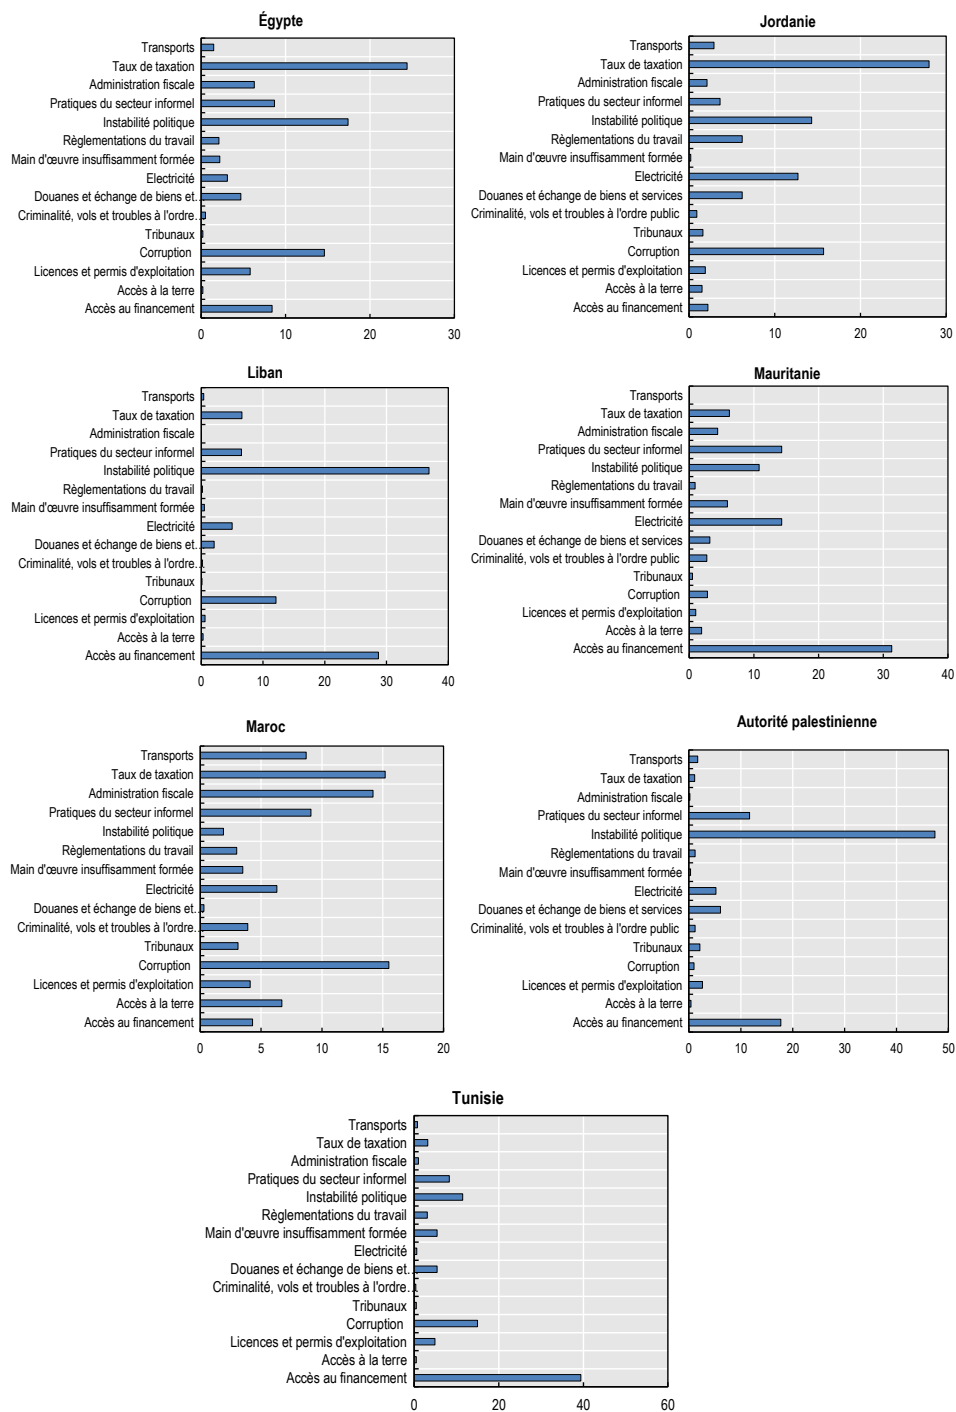 Égypte
Transports
Taux de taxation
Administration fiscale
Pratiques du secteur informel
Instabilité politique
Règlementations du travail
Main d'œuvre insuffisamment formée
Electricité
Douanes et échange de biens et…
Criminalité, vols et troubles à l'ordre…
Tribunaux
Corruption
Licences et permis d'exploitation
Accès à la terre
Accès au financement
0 10 20 30
Jordanie
Transports
Taux de taxation
Administration fiscale
Pratiques du secteur informel
Instabilité politique
Règlementations du travail
Main d'œuvre insuffisamment formée
Electricité
Douanes et échange de biens et services
Criminalité, vols et troubles à l'ordre public
Tribunaux
Corruption
Licences et permis d'exploitation
Accès à la terre
Accès au financement
0 10 20 30
Liban
Transports
Taux de taxation
Administration fiscale
Pratiques du secteur informel
Instabilité politique
Règlementations du travail
Main d'œuvre insuffisamment formée
Electricité
Douanes et échange de biens et…
Criminalité, vols et troubles à l'ordre…
Tribunaux
Corruption
Licences et permis d'exploitation
Accès à la terre
Accès au financement
0 10 20 30 40
Mauritanie
Transports
Taux de taxation
Administration fiscale
Pratiques du secteur informel
Instabilité politique
Règlementations du travail
Main d'œuvre insuffisamment formée
Electricité
Douanes et échange de biens et services
Criminalité, vols et troubles à l'ordre public
Tribunaux
Corruption
Licences et permis d'exploitation
Accès à la terre
Accès au financement
0 10 20 30 40
Maroc
Transports
Taux de taxation
Administration fiscale
Pratiques du secteur informel
Instabilité politique
Règlementations du travail
Main d'œuvre insuffisamment formée
Electricité
Douanes et échange de biens et…
Criminalité, vols et troubles à l'ordre…
Tribunaux
Corruption
Licences et permis d'exploitation
Accès à la terre
Accès au financement
0 5 10 15 20
Autorité palestinienne
Transports
Taux de taxation
Administration fiscale
Pratiques du secteur informel
Instabilité politique
Règlementations du travail
Main d'œuvre insuffisamment formée
Electricité
Douanes et échange de biens et services
Criminalité, vols et troubles à l'ordre public
Tribunaux
Corruption
Licences et permis d'exploitation
Accès à la terre
Accès au financement
0 10 20 30 40 50
Tunisie
Transports
Taux de taxation
Administration fiscale
Pratiques du secteur informel
Instabilité politique
Règlementations du travail
Main d'œuvre insuffisamment formée
Electricité
Douanes et échange de biens et…
Criminalité, vols et troubles à l'ordre…
Tribunaux
Corruption
Licences et permis d'exploitation
Accès à la terre
Accès au financement
0 20 40 60